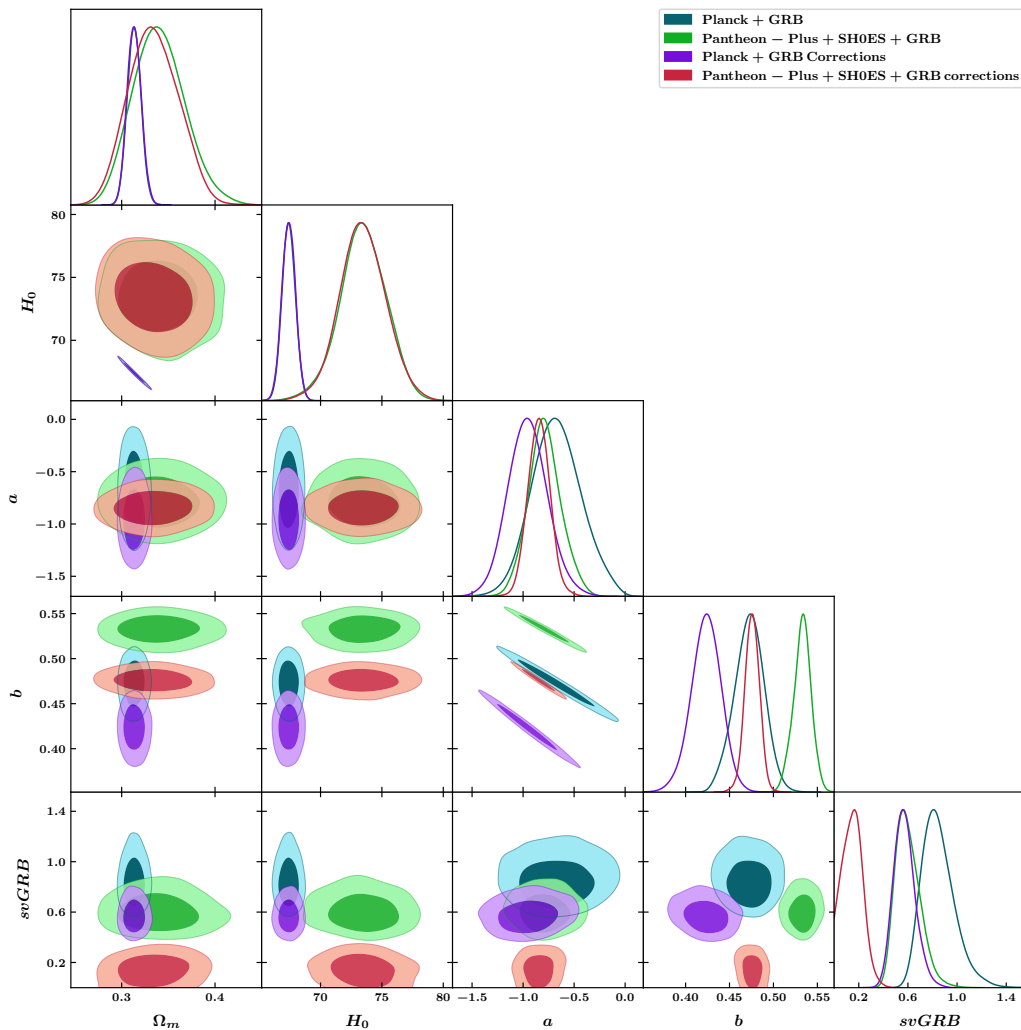 Planck + GRB
Pantheon − Plus + SH0ES + GRB
Planck + GRB Corrections
Pantheon − Plus + SH0ES + GRB corrections
80
75
70
H₀
0.0
−0.5
−1.0
−1.5
a
0.55
0.50
0.45
0.40
b
1.4
1.0
0.6
0.2
svGRB
0.3 0.4 70 75 80 −1.5 −1.0 −0.5 0.0 0.40 0.45 0.50 0.55 0.2 0.6 1.0 1.4
Ωₘ H₀ a b svGRB